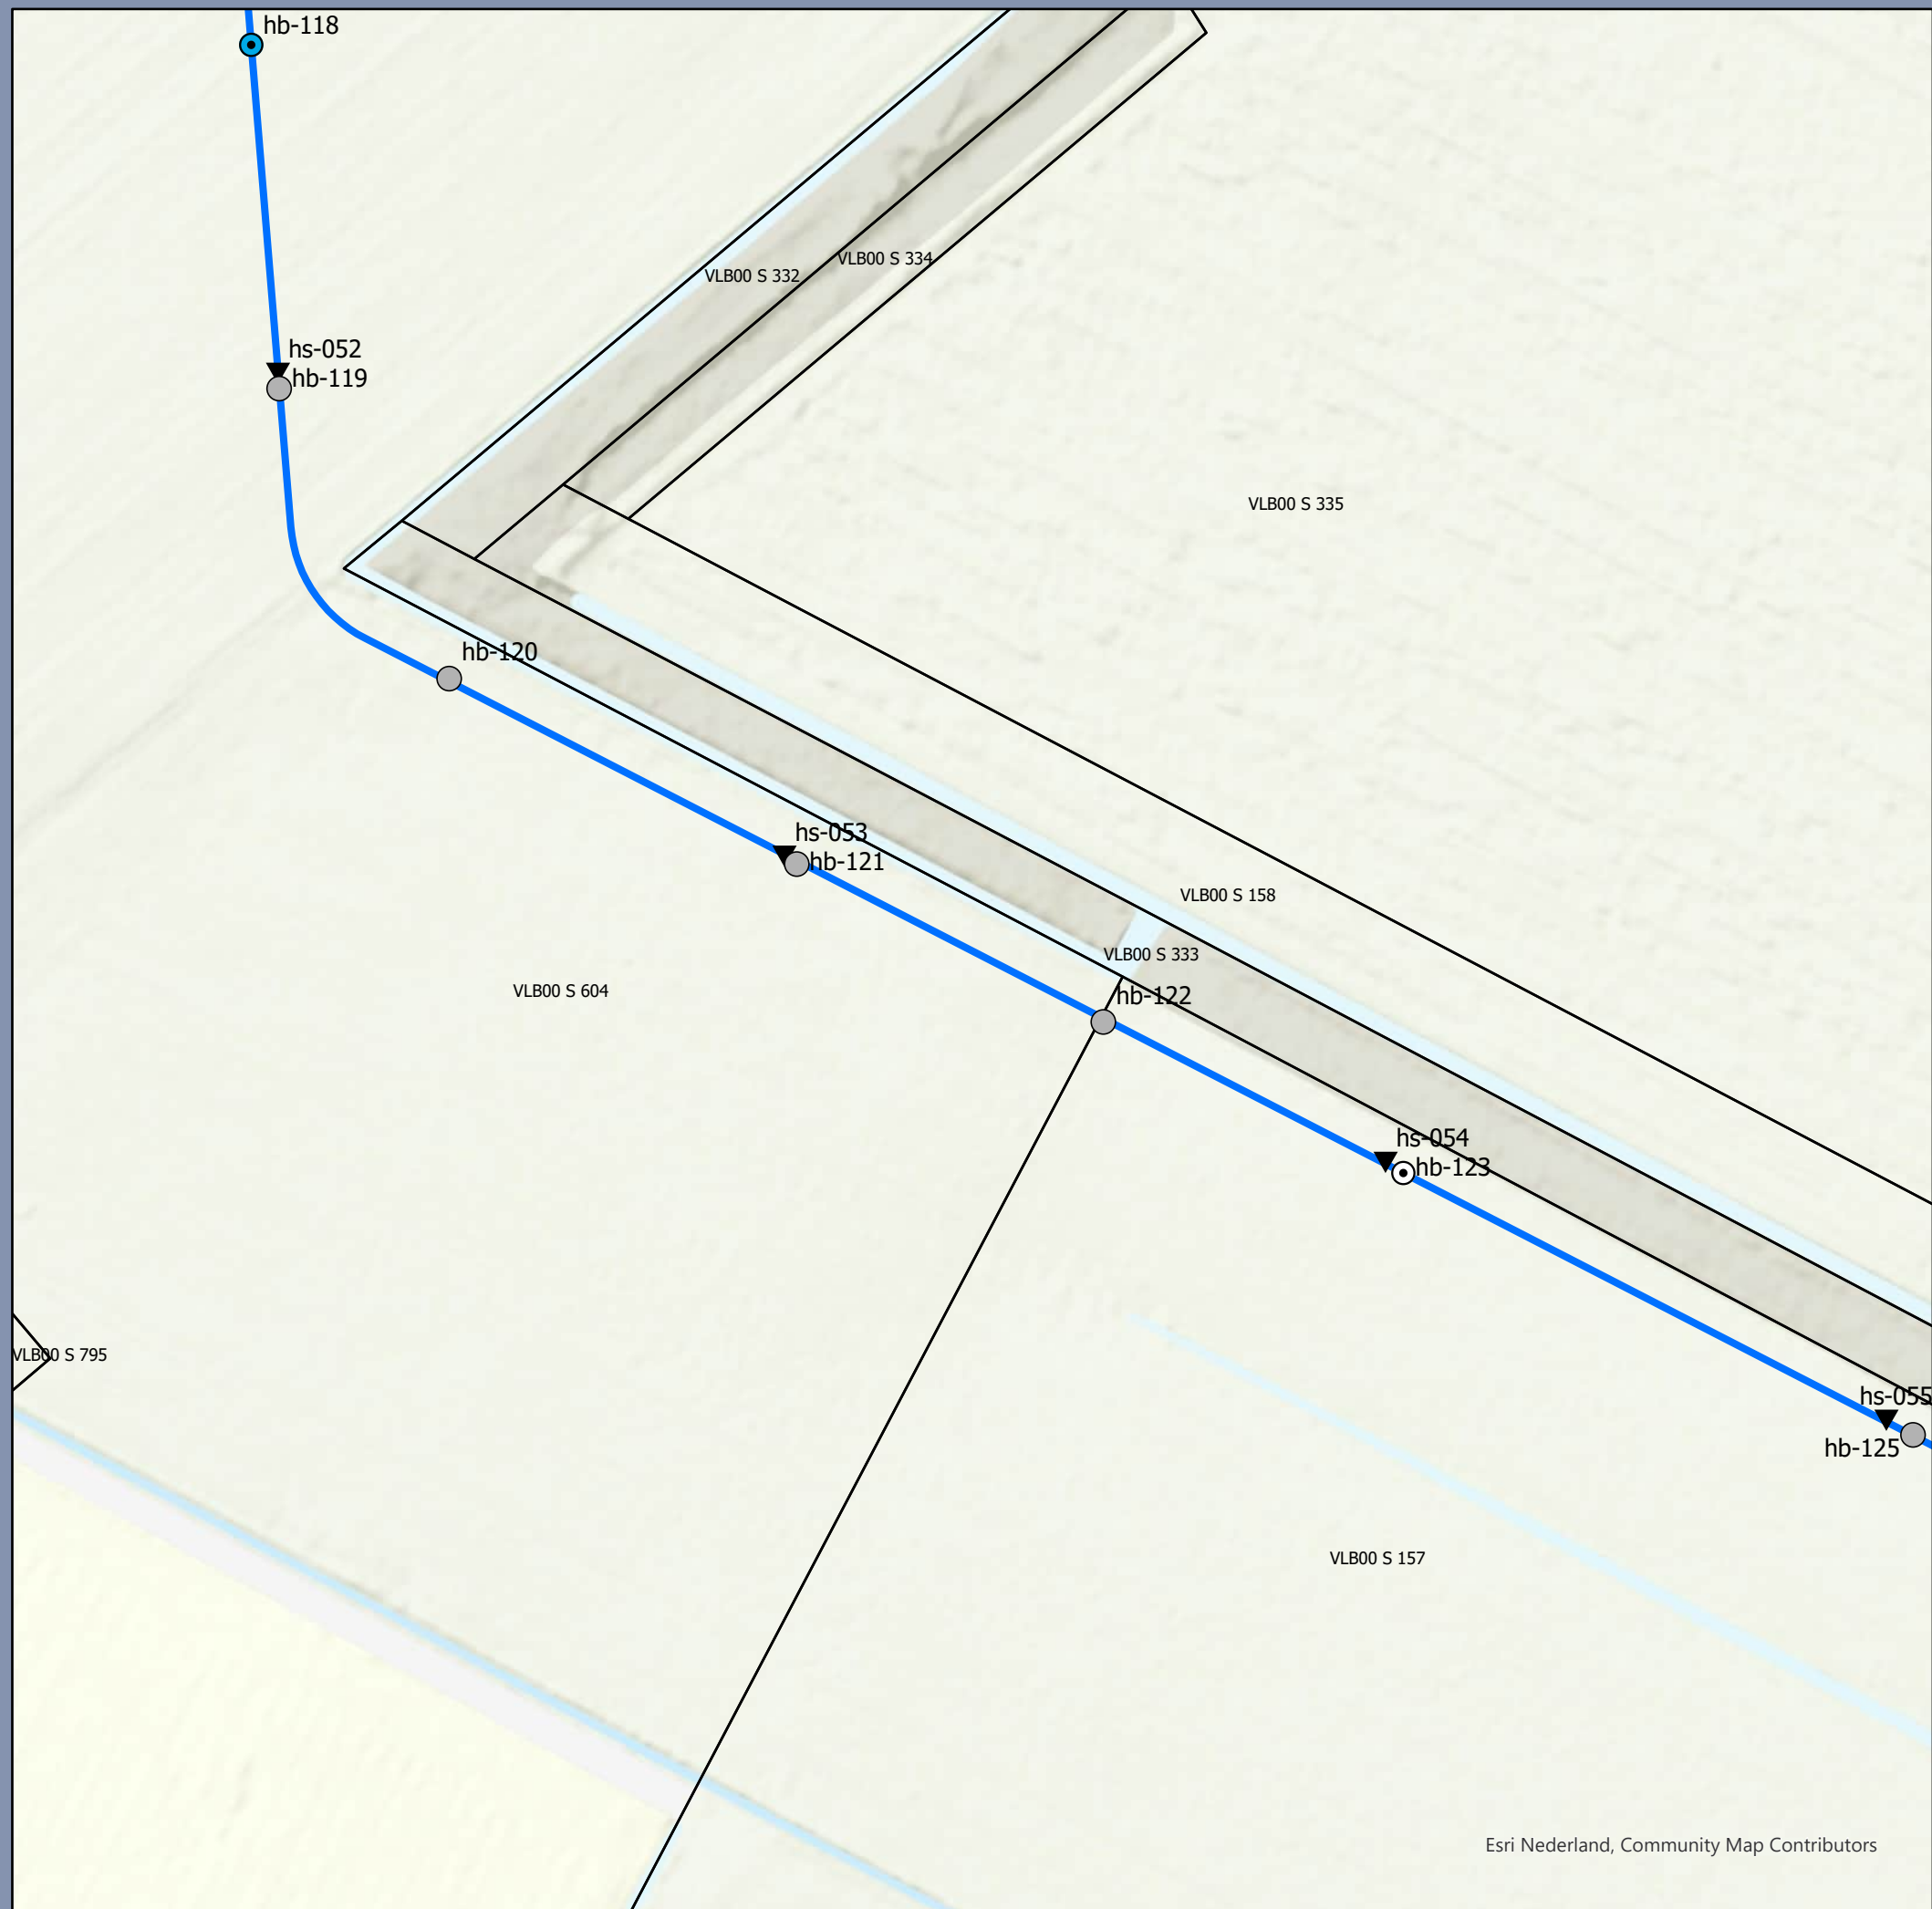 hb-118
VLB00 S 334
VLB00 S 332
hs-052
hb-119
VLB00 S 335
hb-120
hs-053
hb-121
VLB00 S 158
VLB00 S 333
VLB00 S 604
hb-122
hs-054
hb-123
VLB00 S 795
hs-055
hb-125
VLB00 S 157
Esri Nederland, Community Map Contributors